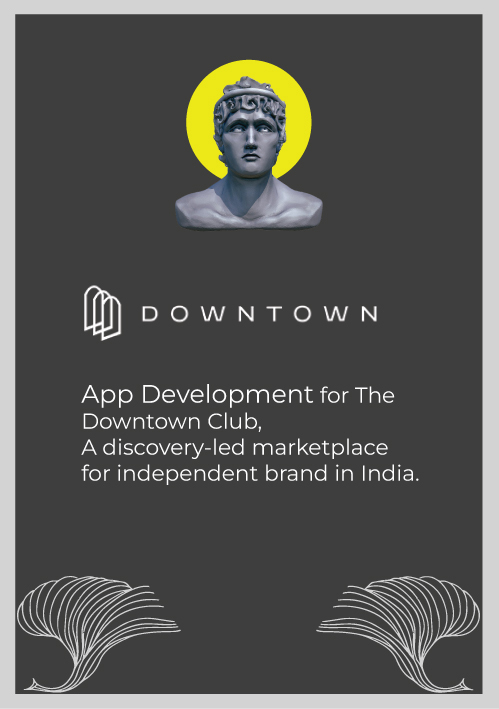 DOWNTOWN
App Development for The
Downtown Club,
A discovery-led marketplace
for independent brand in India.